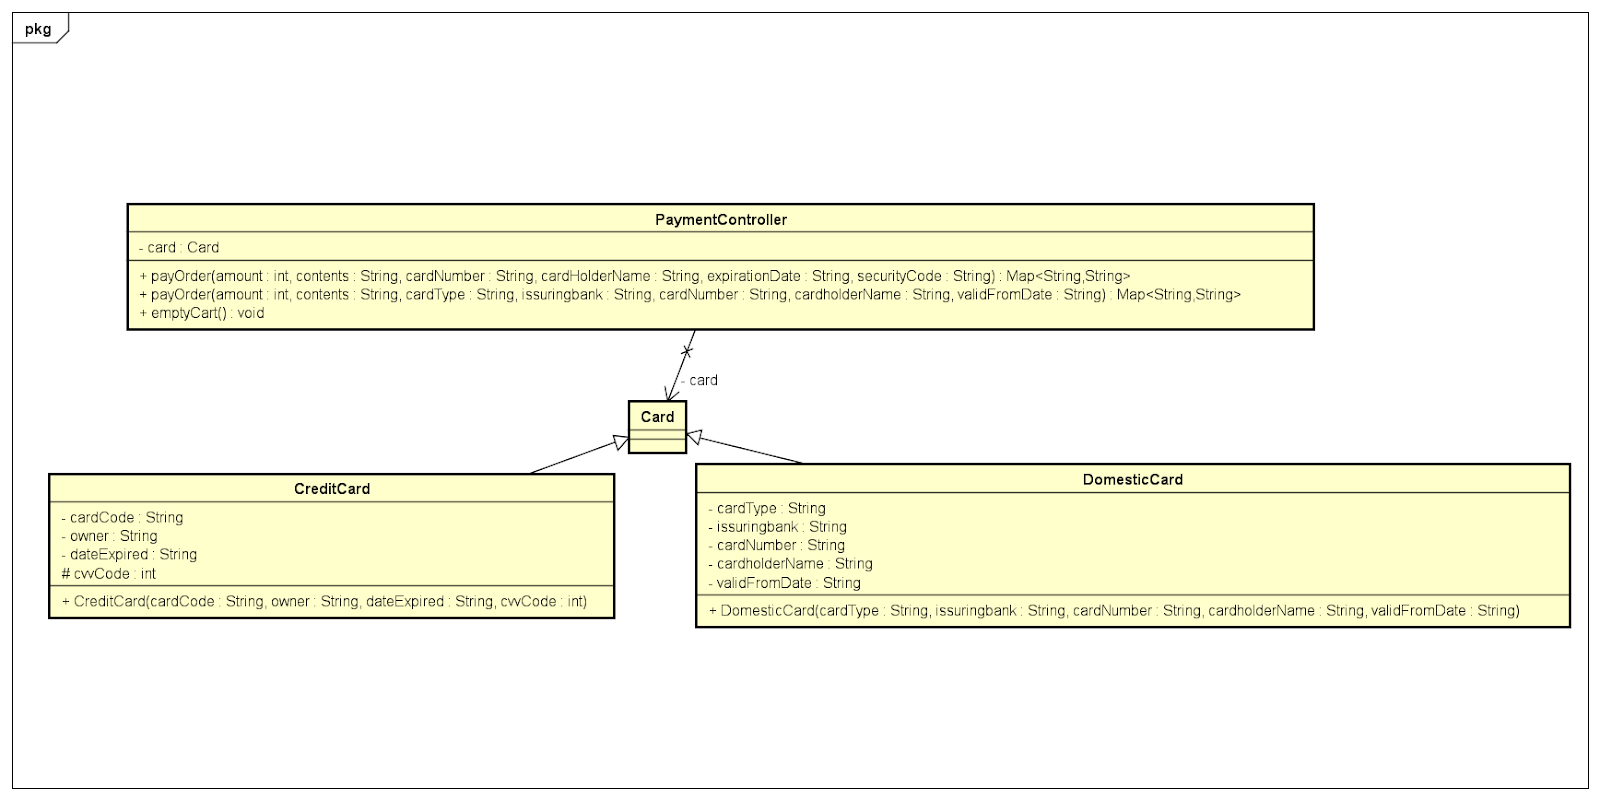 pkg
PaymentController
- card : Card
+ payOrder(amount : int, contents : String, cardNumber : String, cardHolderName : String, expirationDate : String, securityCode : String) : Map<String,String>
+ payOrder(amount : int, contents : String, cardType : String, issuringbank : String, cardNumber : String, cardholderName : String, validFromDate : String) : Map<String,String>
+ emptyCart() : void
- card
Card
CreditCard
- cardCode : String
- owner : String
- dateExpired : String
# cvvCode : int
+ CreditCard(cardCode : String, owner : String, dateExpired : String, cvvCode : int)
DomesticCard
- cardType : String
- issuringbank : String
- cardNumber : String
- cardholderName : String
- validFromDate : String
+ DomesticCard(cardType : String, issuringbank : String, cardNumber : String, cardholderName : String, validFromDate : String)